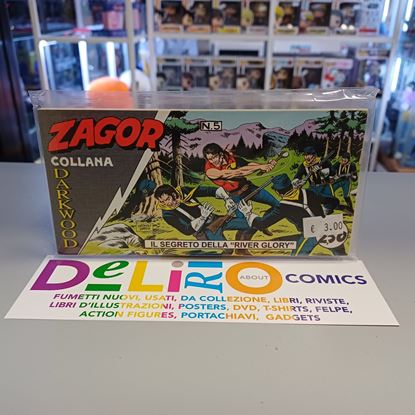 ZAGOR
N.5
COLLANA
DARKWOOD
€ 3.00
IL SEGRETO DELLA "RIVER GLORY"
DeLiRiO ABOUT COMICS
FUMETTI NUOVI, USATI, DA COLLEZIONE, LIBRI, RIVISTE,
LIBRI D'ILLUSTRAZIONI, POSTERS, DVD, T-SHIRTS, FELPE,
ACTION FIGURES, PORTACHIAVI, GADGETS